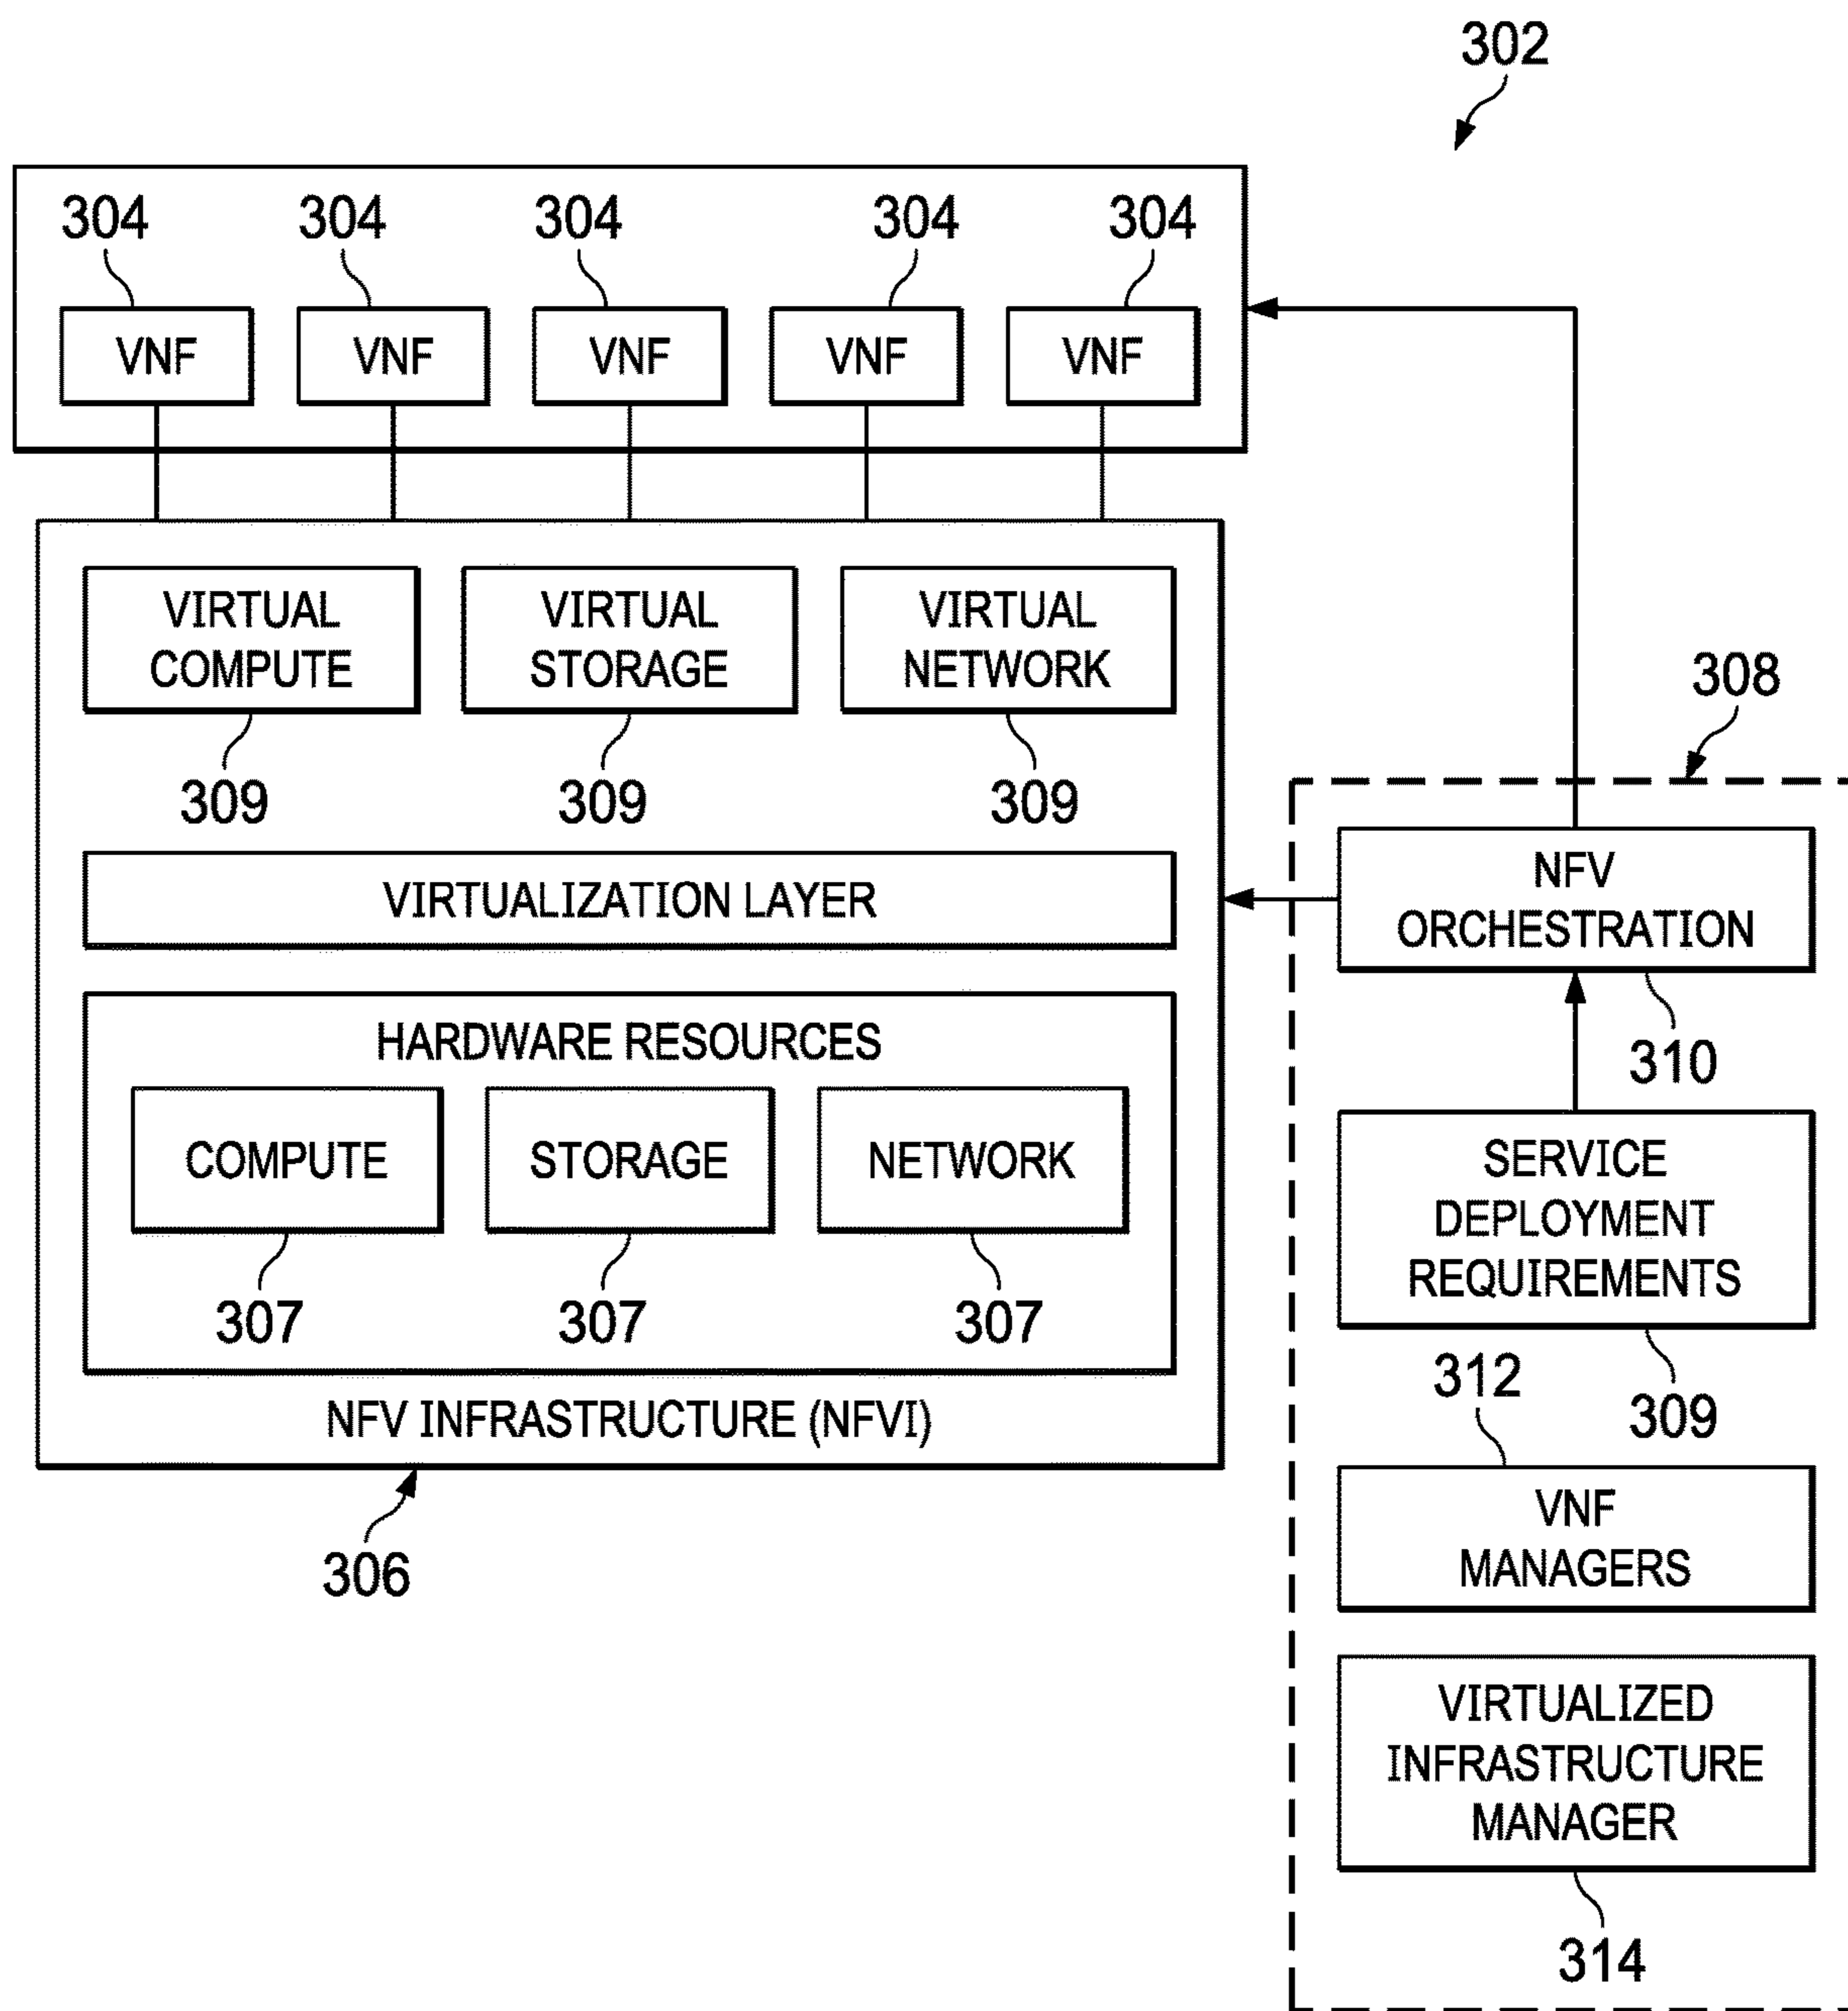 302
304 304 304 304 304
VNF VNF VNF VNF VNF
VIRTUAL COMPUTE
VIRTUAL STORAGE
VIRTUAL NETWORK
309 309 309
VIRTUALIZATION LAYER
HARDWARE RESOURCES
COMPUTE STORAGE NETWORK
307 307 307
NFV INFRASTRUCTURE (NFVI)
306
308
NFV
ORCHESTRATION
310
SERVICE
DEPLOYMENT
REQUIREMENTS
309
312
VNF
MANAGERS
VIRTUALIZED
INFRASTRUCTURE
MANAGER
314